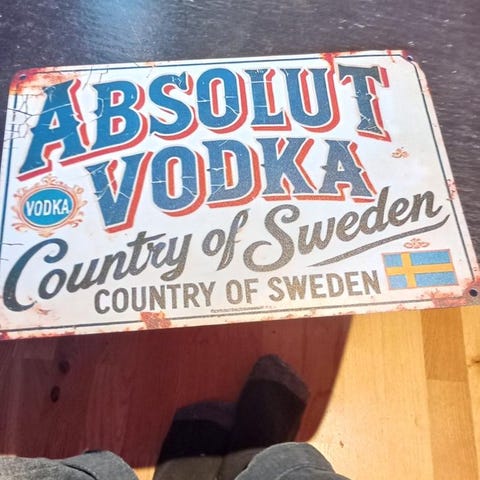 ABSOLUT
VODKA
VODKA
Country of Sweden
COUNTRY OF SWEDEN